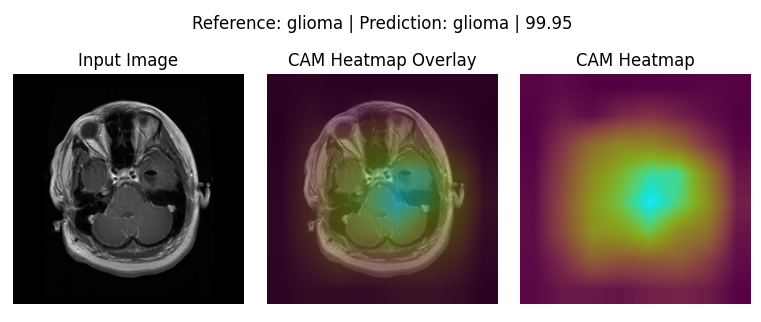 Reference: glioma | Prediction: glioma | 99.95
Input Image
CAM Heatmap Overlay
CAM Heatmap